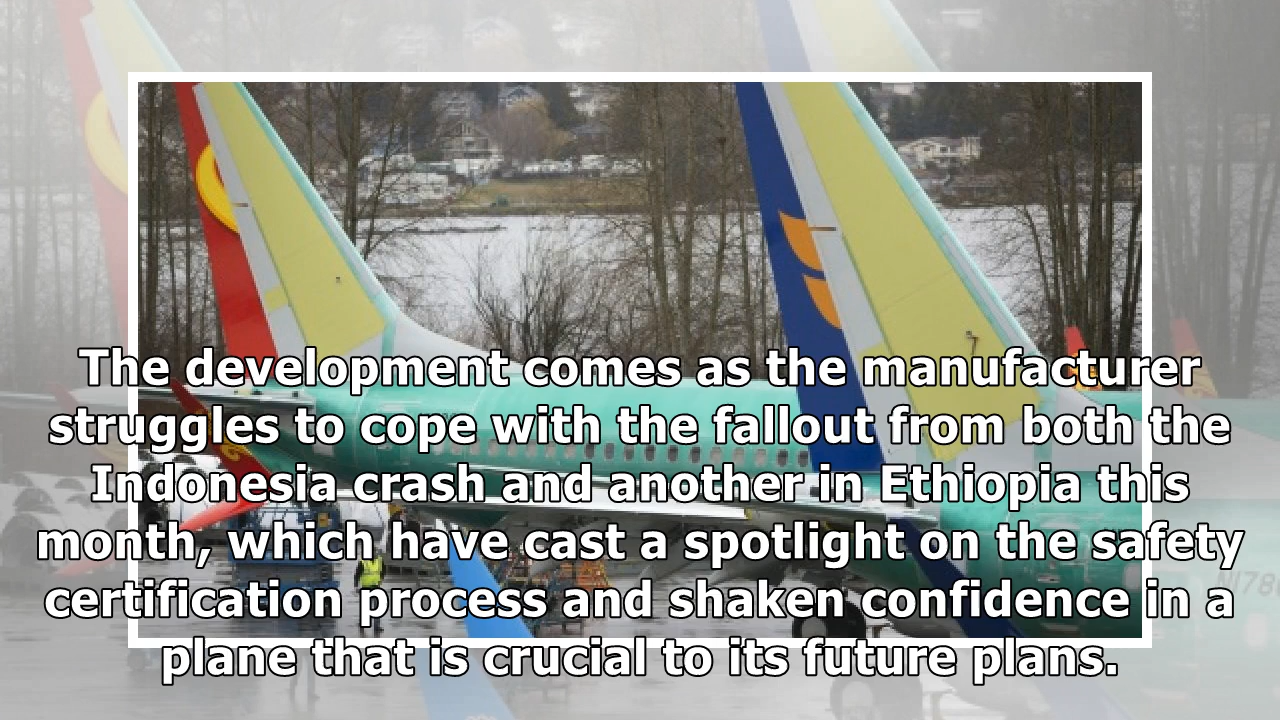 The development comes as the manufacturer
struggles to cope with the fallout from both the
Indonesia crash and another in Ethiopia this
month, which have cast a spotlight on the safety
certification process and shaken confidence in a
plane that is crucial to its future plans.